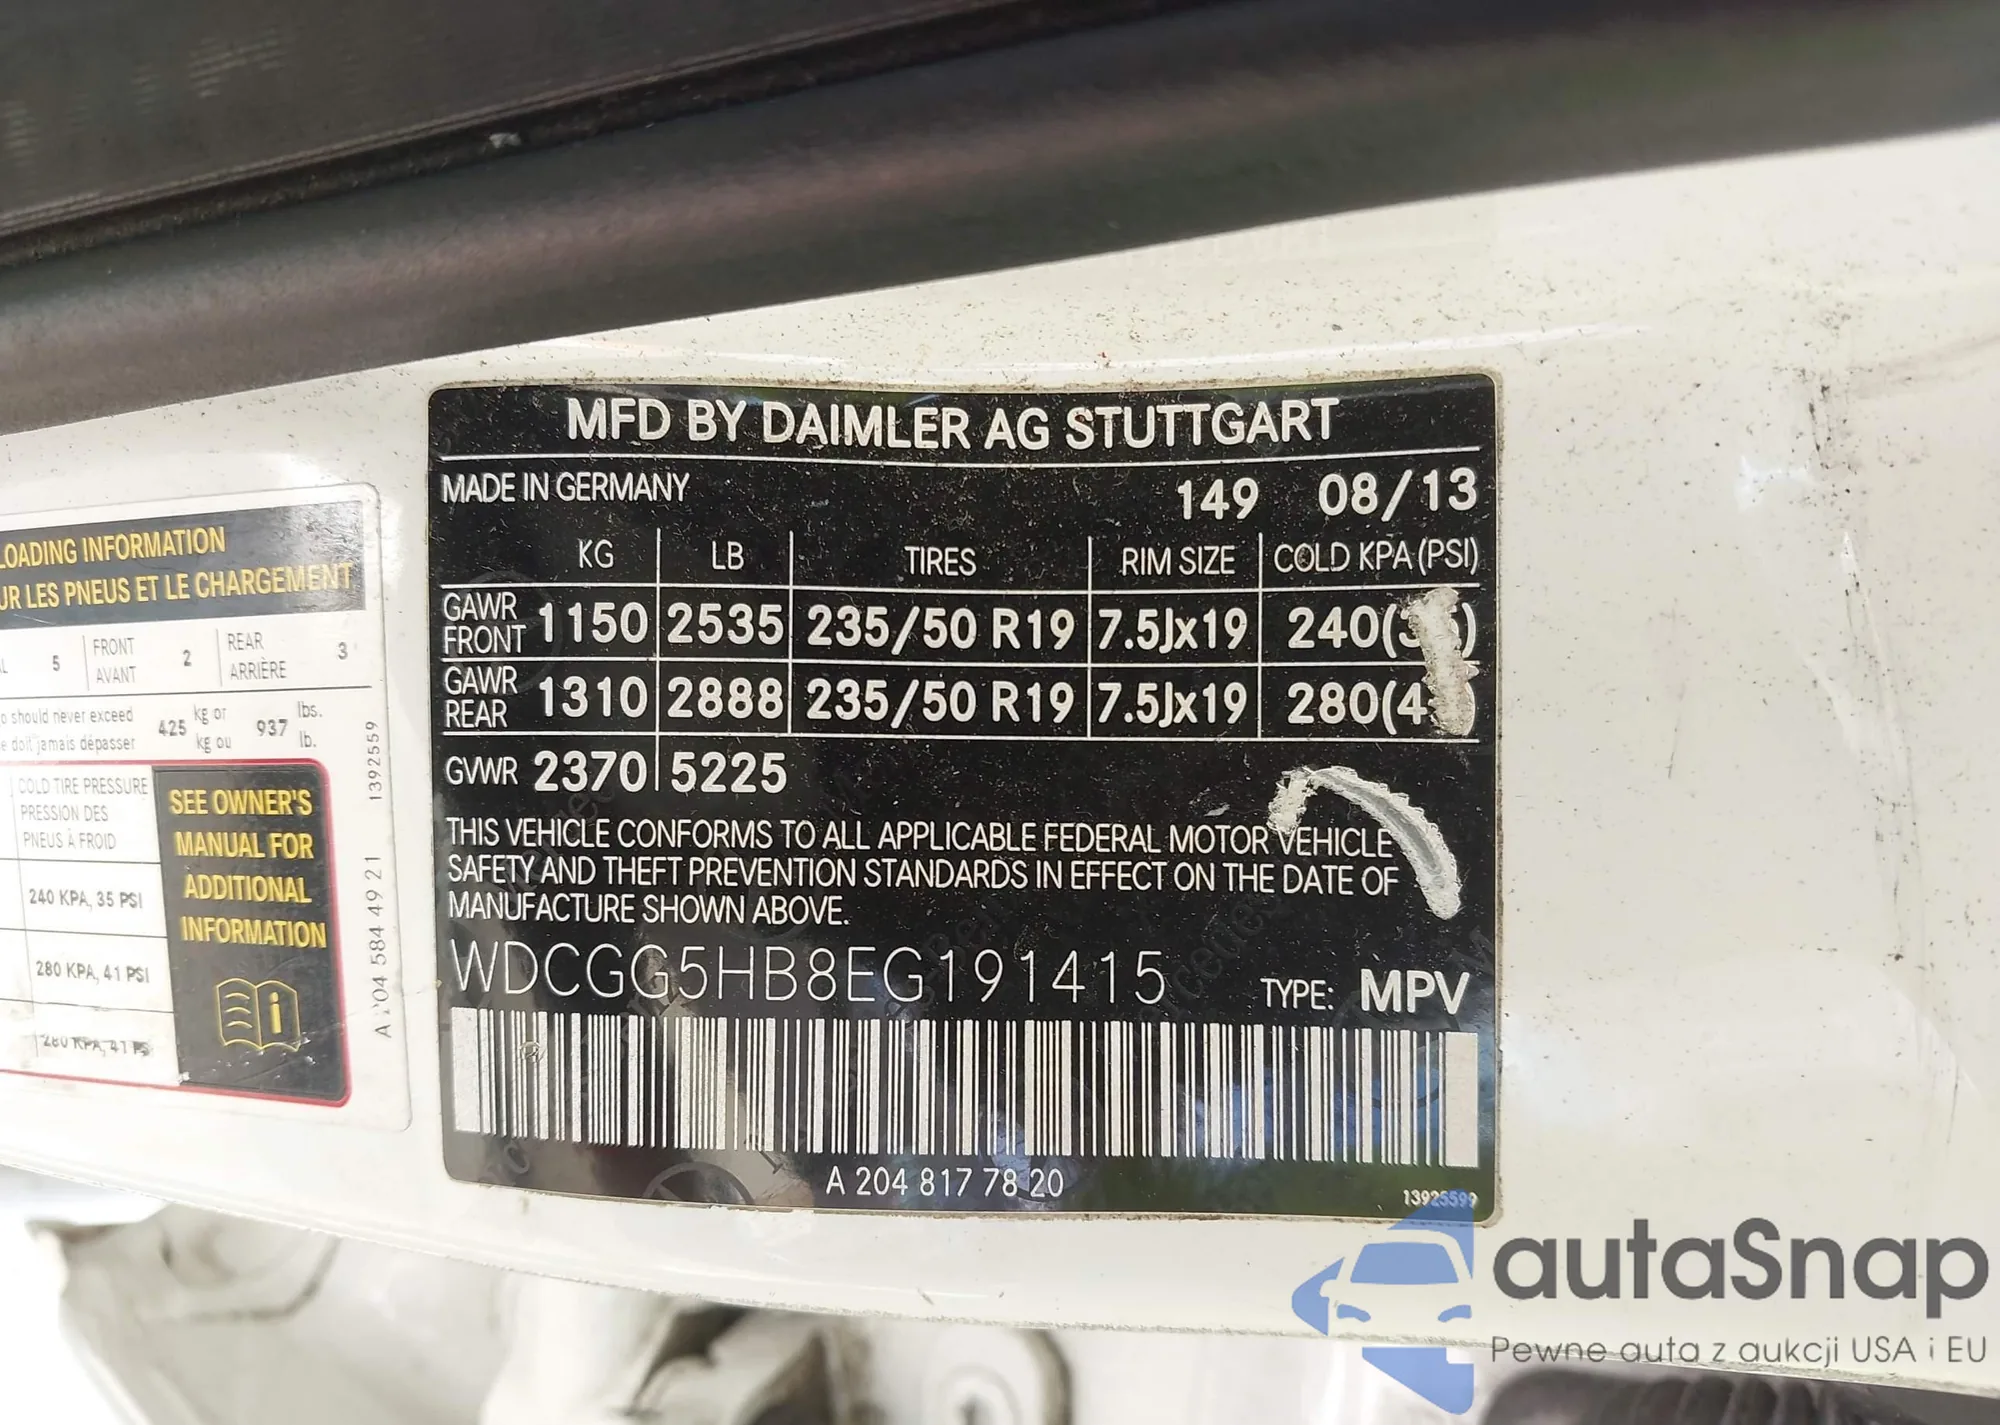 LOADING INFORMATION
UR LES PNEUS ET LE CHARGEMENT
5 FRONT AVANT 2 REAR ARRIÈRE 3
o should never exceed 425 kg or 937 lbs.
e doit jamais dépasser kg ou lb.
COLD TIRE PRESSURE
PRESSION DES
PNEUS À FROID
240 KPA, 35 PSI
280 KPA, 41 PSI
280 KPA, 41 PS
SEE OWNER'S
MANUAL FOR
ADDITIONAL
INFORMATION
i
1392559
584 49 21
MFD BY DAIMLER AG STUTTGART
MADE IN GERMANY 149 08/13
KG LB TIRES RIM SIZE COLD KPA (PSI)
GAWR FRONT 1150 2535 235/50 R19 7.5Jx19 240(
GAWR REAR 1310 2888 235/50 R19 7.5Jx19 280(4
GVWR 2370 5225
THIS VEHICLE CONFORMS TO ALL APPLICABLE FEDERAL MOTOR VEHICLE
SAFETY AND THEFT PREVENTION STANDARDS IN EFFECT ON THE DATE OF
MANUFACTURE SHOWN ABOVE.
WDCGG5HB8EG191415 TYPE: MPV
A 204 817 78 20
13925599
autaSnap
Pewne auta z aukcji USA i EU